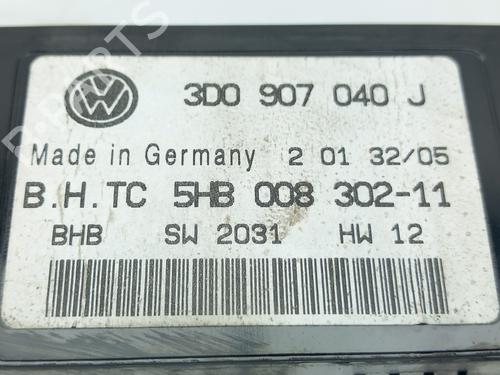 3D0 907 040 J
Made in Germany 2 01 32/05
B.H.TC 5HB 008 302-11
BHB SW 2031 HW 12